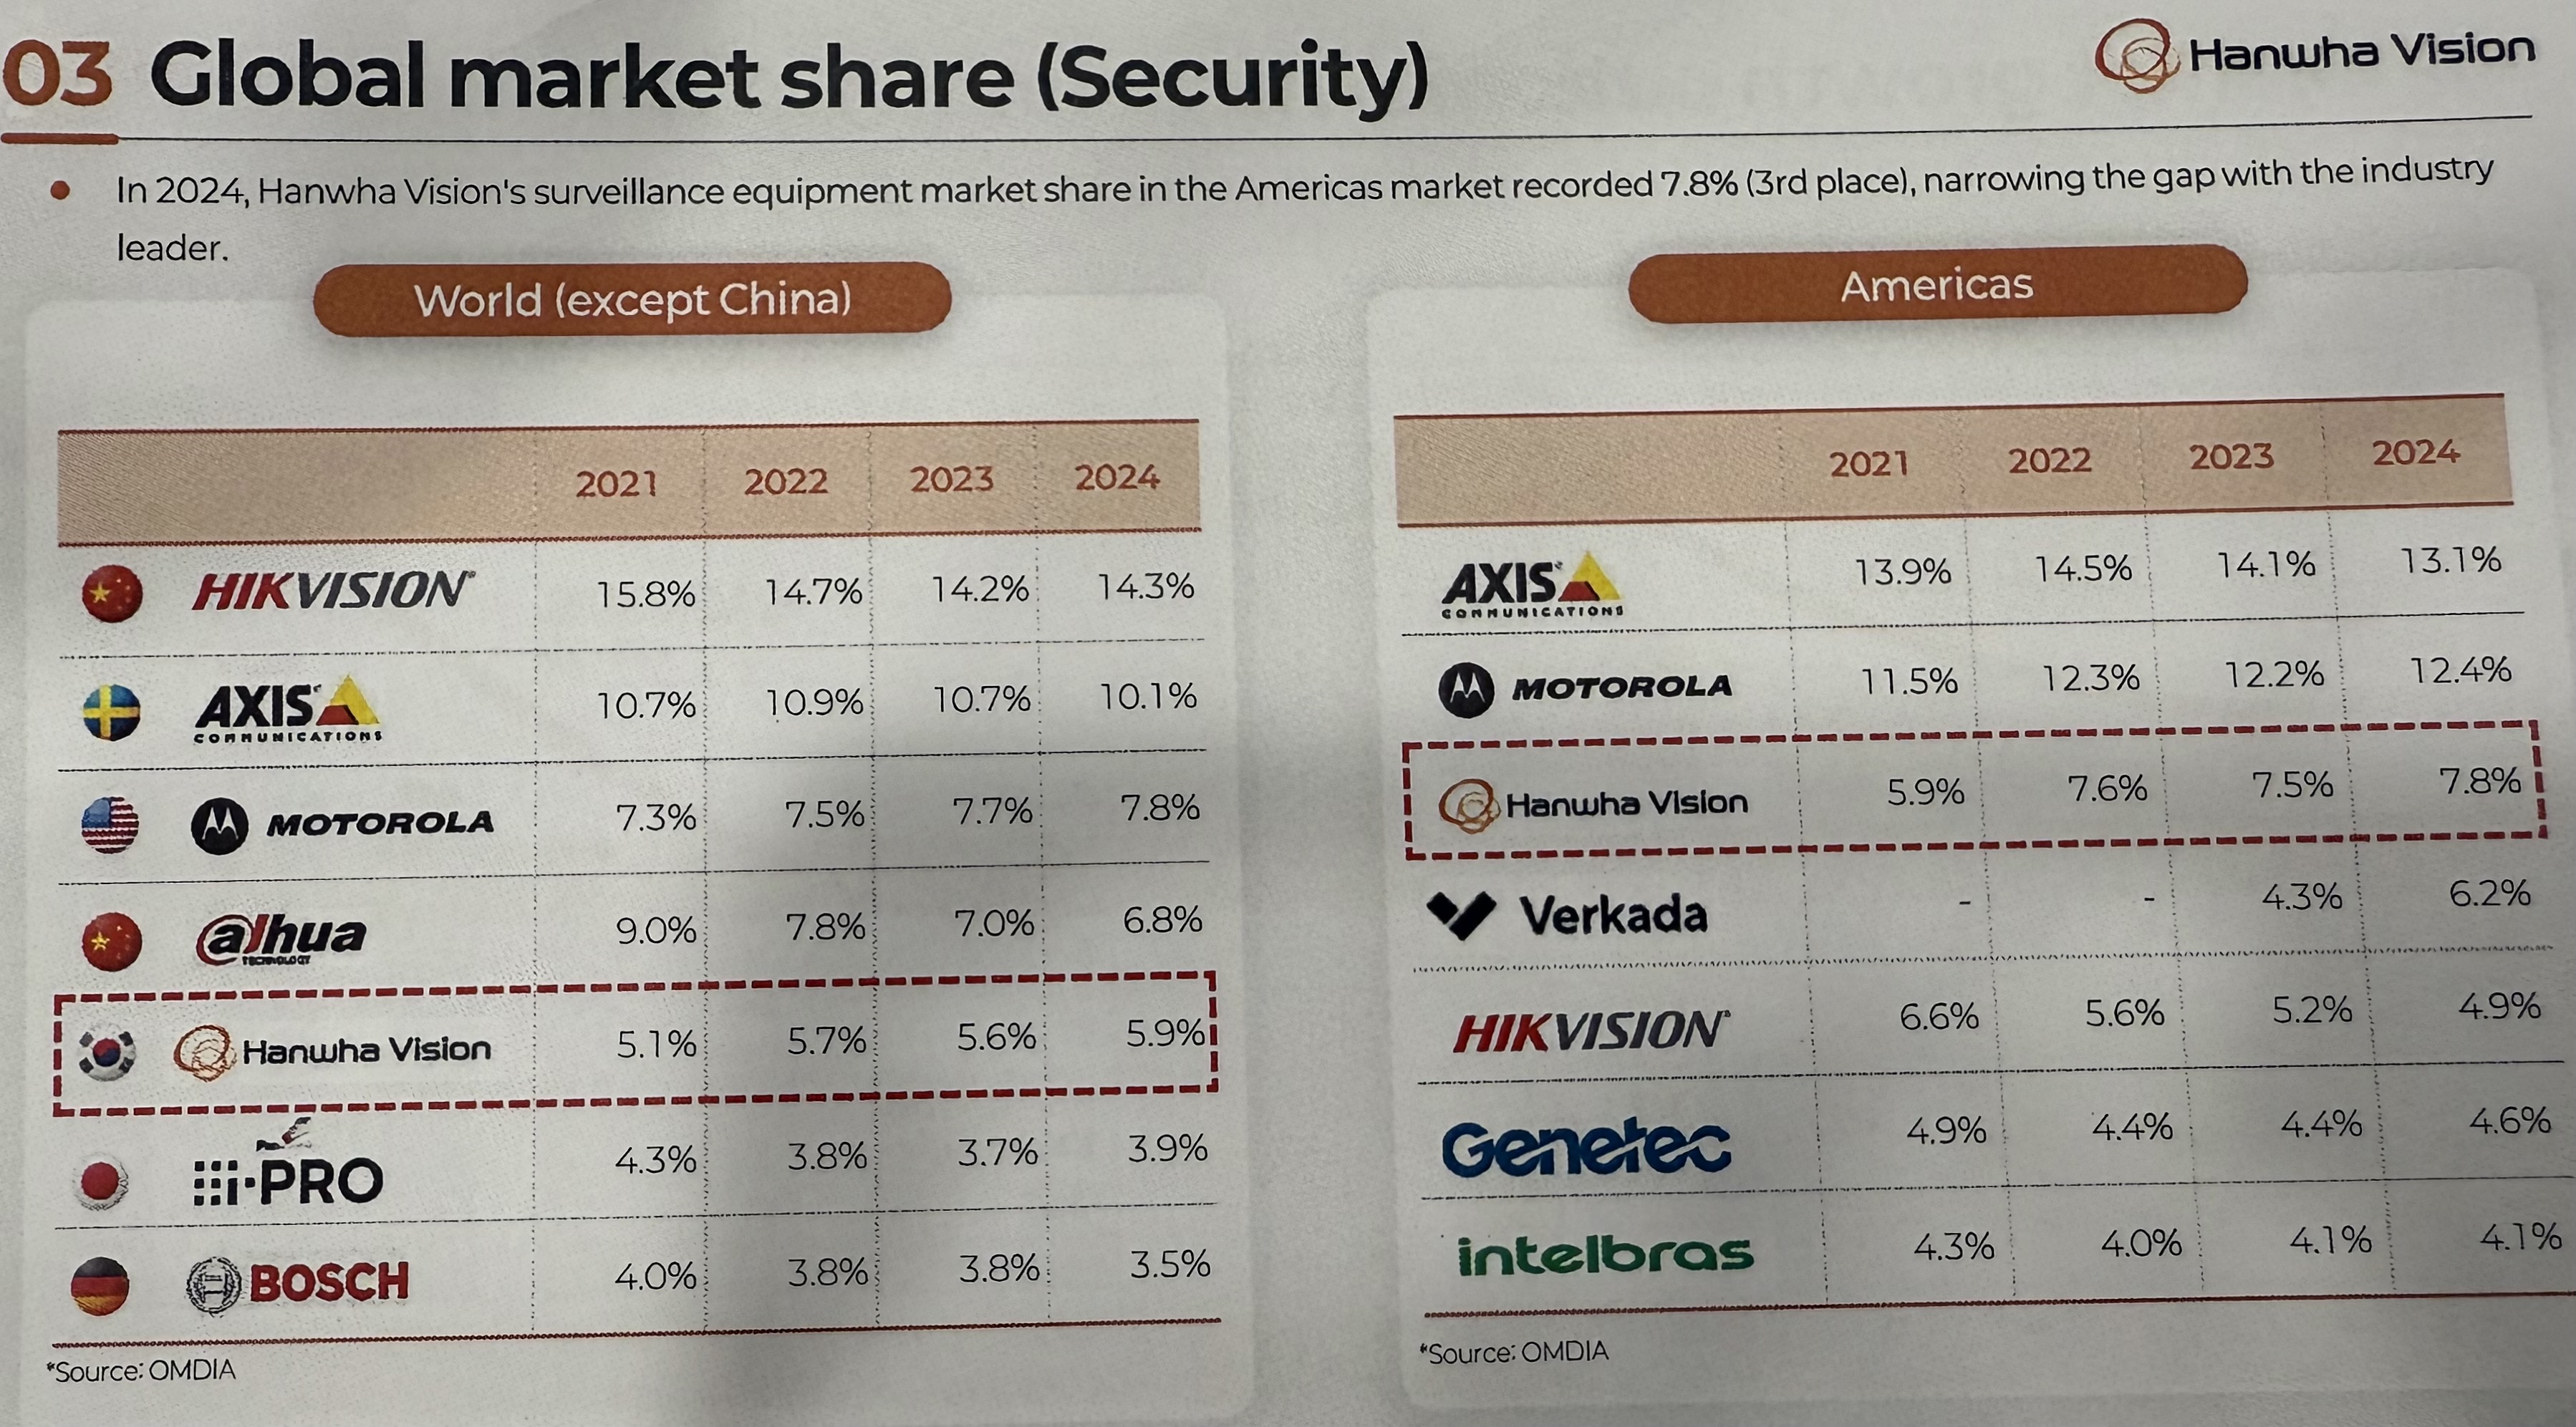 03 Global market share (Security)
Hanwha Vision
• In 2024, Hanwha Vision's surveillance equipment market share in the Americas market recorded 7.8% (3rd place), narrowing the gap with the industry
leader.
World (except China)
2021 2022 2023 2024
HIKVISION 15.8% 14.7% 14.2% 14.3%
AXIS COMMUNICATIONS 10.7% 10.9% 10.7% 10.1%
MOTOROLA 7.3% 7.5% 7.7% 7.8%
alhua TECHNOLOGY 9.0% 7.8% 7.0% 6.8%
Hanwha Vision 5.1% 5.7% 5.6% 5.9%
i-PRO 4.3% 3.8% 3.7% 3.9%
BOSCH 4.0% 3.8% 3.8% 3.5%
*Source: OMDIA
Americas
2021 2022 2023 2024
AXIS COMMUNICATIONS 13.9% 14.5% 14.1% 13.1%
MOTOROLA 11.5% 12.3% 12.2% 12.4%
Hanwha Vision 5.9% 7.6% 7.5% 7.8%
Verkada - - 4.3% 6.2%
HIKVISION 6.6% 5.6% 5.2% 4.9%
Genetec 4.9% 4.4% 4.4% 4.6%
intelbras 4.3% 4.0% 4.1% 4.1%
*Source: OMDIA